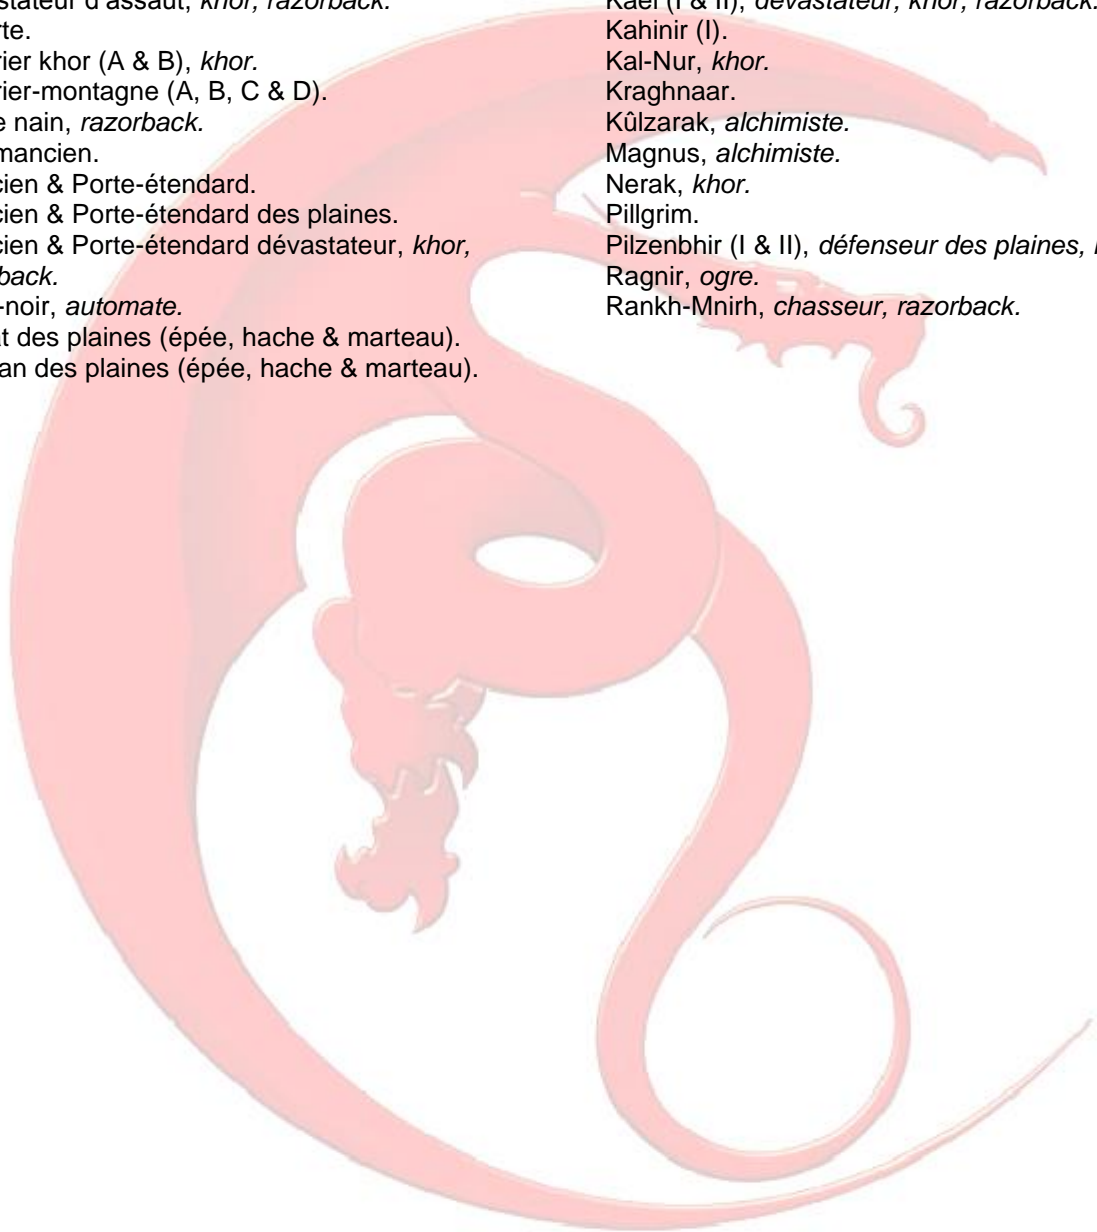 stateur d'assaut, khor, razorback.
rte.
rier khor (A & B), khor.
rier-montagne (A, B, C & D).
e nain, razorback.
mancien.
cien & Porte-étendard.
cien & Porte-étendard des plaines.
cien & Porte-étendard dévastateur, khor,
back.
-noir, automate.
t des plaines (épée, hache & marteau).
an des plaines (épée, hache & marteau).
Kael (I & II), dévastateur, khor, razorback.
Kahinir (I).
Kal-Nur, khor.
Kraghnaar.
Kûlzarak, alchimiste.
Magnus, alchimiste.
Nerak, khor.
Pillgrim.
Pilzenbhir (I & II), défenseur des plaines,
Ragnir, ogre.
Rankh-Mnirh, chasseur, razorback.